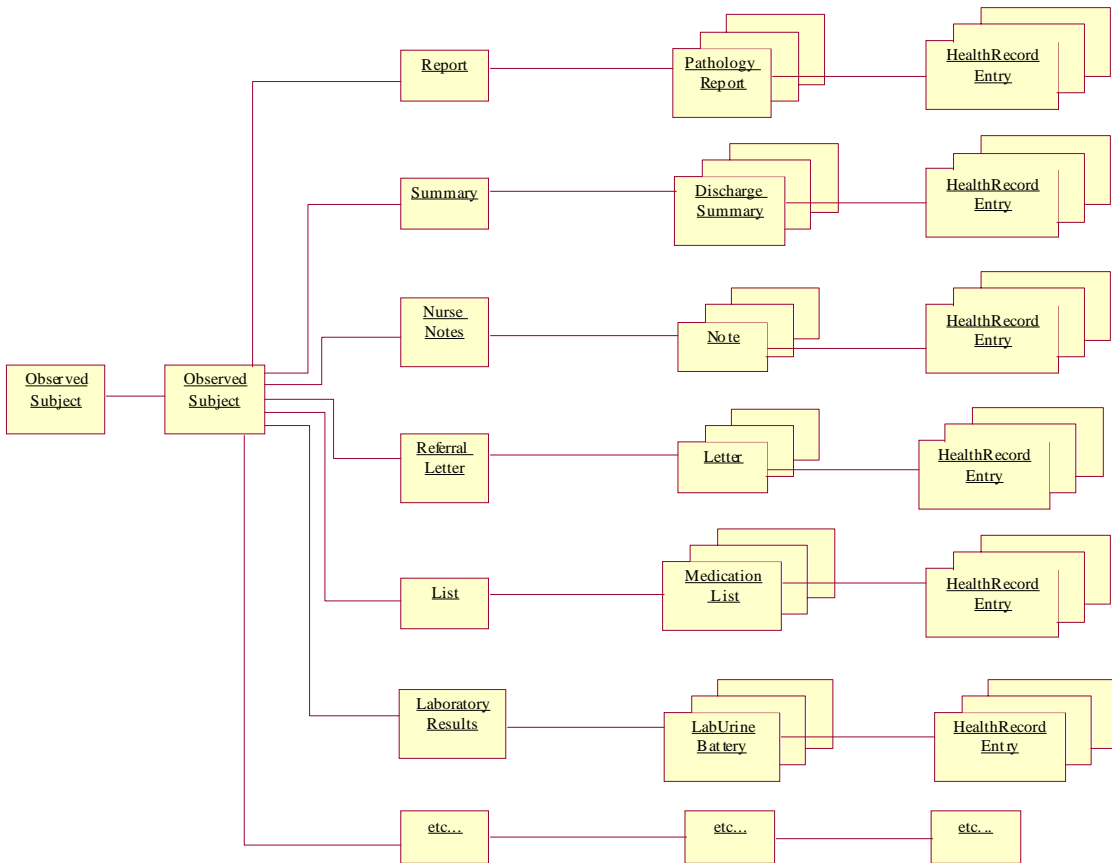 Report
Pathology
Report
HealthRecord
Entry
Summary
Discharge
Summary
HealthRecord
Entry
Nurse
Notes
Note
HealthRecord
Entry
Observed
Subject
Observed
Subject
Referral
Letter
Letter
HealthRecord
Entry
List
Medication
List
HealthRecord
Entry
Laboratory
Results
LabUrine
Battery
HealthRecord
Entry
etc...
etc...
etc...